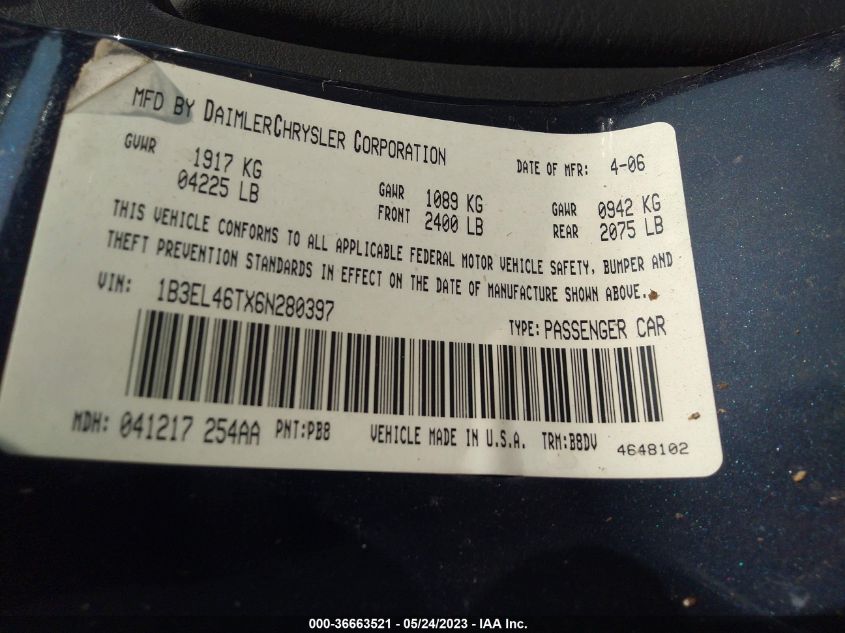 MFD BY DAIMLERCHRYSLER CORPORATION
DATE OF MFR: 4-06
GVWR 1917 KG
04225 LB
GAWR FRONT 1089 KG
2400 LB
GAWR REAR 0942 KG
2075 LB
THIS VEHICLE CONFORMS TO ALL APPLICABLE FEDERAL MOTOR VEHICLE SAFETY, BUMPER AND
THEFT PREVENTION STANDARDS IN EFFECT ON THE DATE OF MANUFACTURE SHOWN ABOVE.
VIN: 1B3EL46TX6N280397
TYPE: PASSENGER CAR
MDH: 041217 254AA PNT: PB8 VEHICLE MADE IN U.S.A. TRM: B8DV 4648102
000-36663521 - 05/24/2023 - IAA Inc.